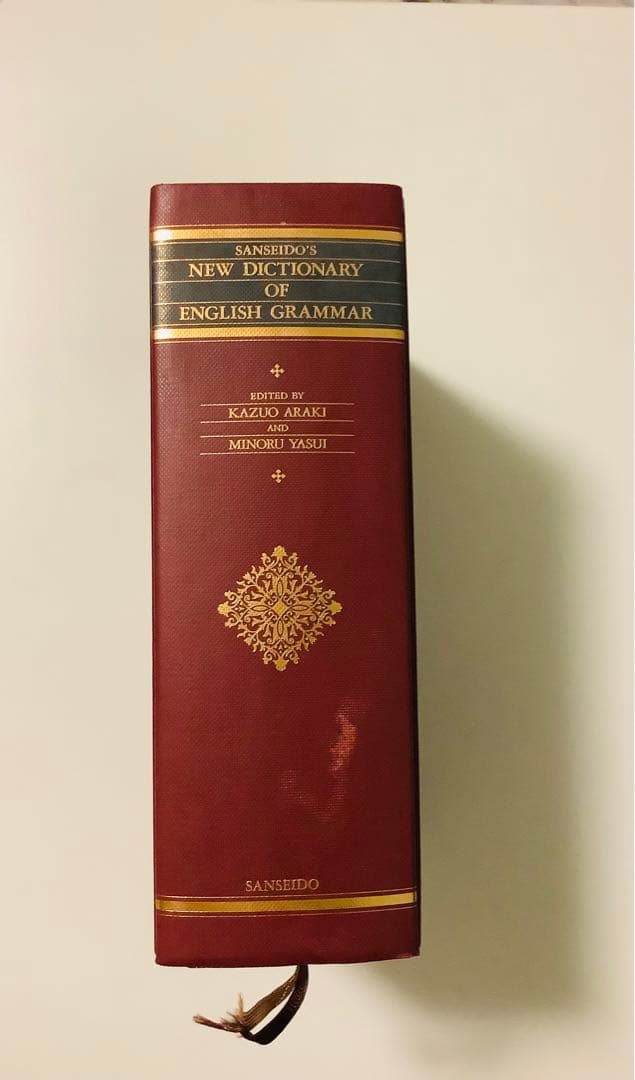 SANSEIDO'S
NEW DICTIONARY
OF
ENGLISH GRAMMAR
EDITED BY
KAZUO ARAKI
AND
MINORU YASUI
SANSEIDO